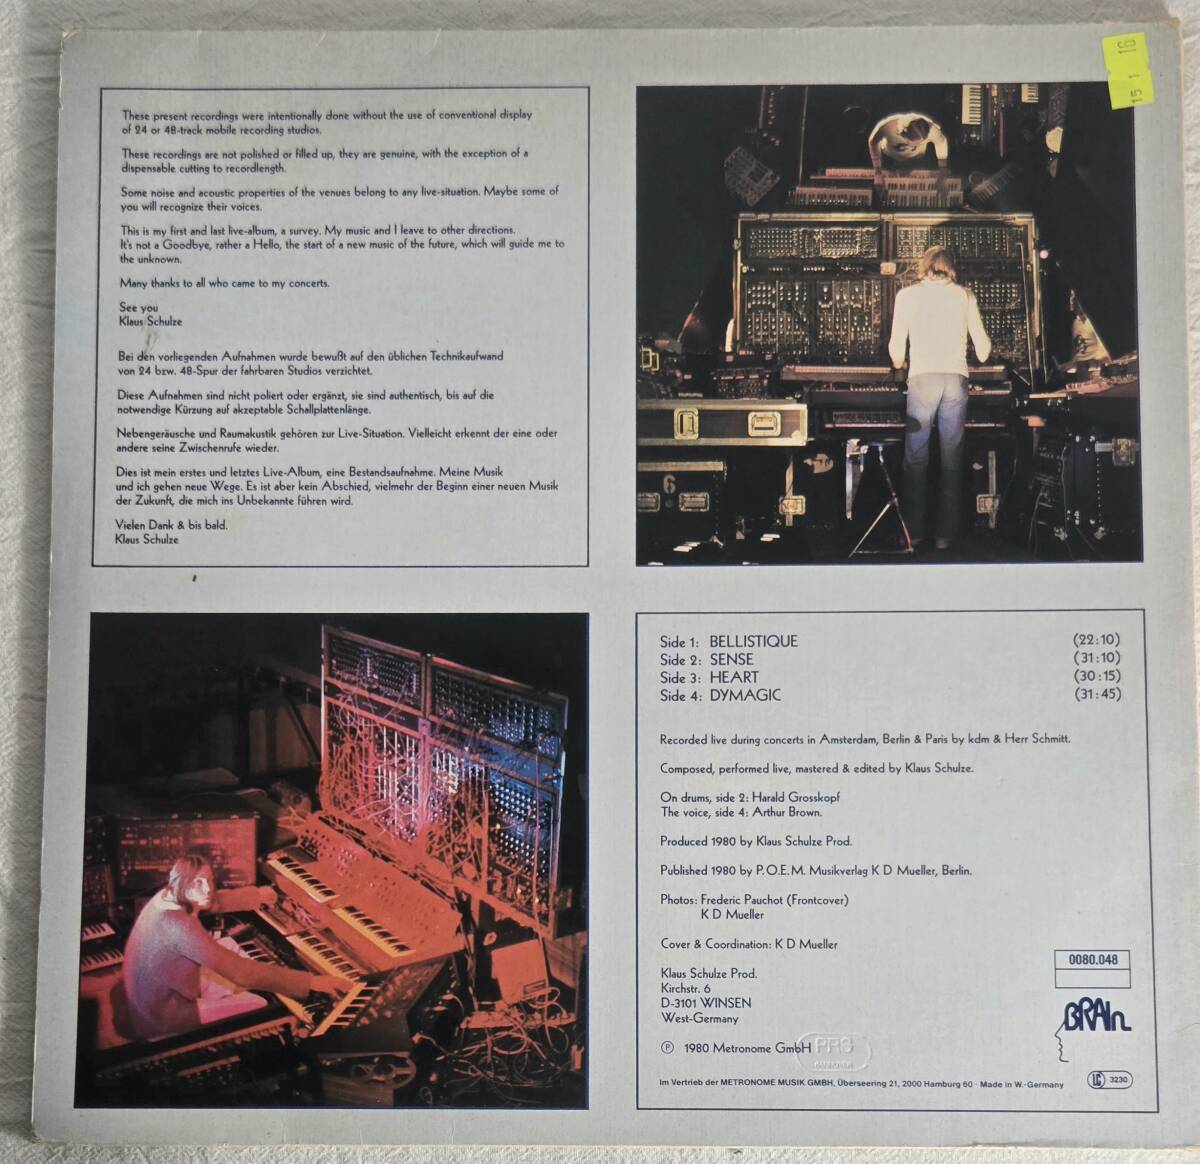 These present recordings were intentionally done without the use of conventional display
of 24 or 48-track mobile recording studios.
These recordings are not polished or filled up, they are genuine, with the exception of a
dispensable cutting to recordlength.
Some noise and acoustic properties of the venues belong to any live-situation. Maybe some of
you will recognize their voices.
This is my first and last live-album, a survey. My music and I leave to other directions.
It's not a Goodbye, rather a Hello, the start of a new music of the future, which will guide me to
the unknown.
Many thanks to all who came to my concerts.
See you
Klaus Schulze
Bei den vorliegenden Aufnahmen wurde bewußt auf den üblichen Technikaufwand
von 24 bzw. 48-Spur der fahrbaren Studios verzichtet.
Diese Aufnahmen sind nicht poliert oder ergänzt, sie sind authentisch, bis auf die
notwendige Kürzung auf akzeptable Schallplattenlänge.
Nebengeräusche und Raumakustik gehören zur Live-Situation. Vielleicht erkennt der eine oder
andere seine Zwischenrufe wieder.
Dies ist mein erstes und letztes Live-Album, eine Bestandsaufnahme. Meine Musik
und ich gehen neue Wege. Es ist aber kein Abschied, vielmehr der Beginn einer neuen Musik
der Zukunft, die mich ins Unbekannte führen wird.
Vielen Dank & bis bald.
Klaus Schulze
15 1 16
6
Side 1: BELLISTIQUE (22:10)
Side 2: SENSE (31:10)
Side 3: HEART (30:15)
Side 4: DYMAGIC (31:45)
Recorded live during concerts in Amsterdam, Berlin & Paris by kdm & Herr Schmitt.
Composed, performed live, mastered & edited by Klaus Schulze.
On drums, side 2: Harald Grosskopf
The voice, side 4: Arthur Brown.
Produced 1980 by Klaus Schulze Prod.
Published 1980 by P.O.E.M. Musikverlag K D Mueller, Berlin.
Photos: Frederic Pauchot (Frontcover)
K D Mueller
Cover & Coordination: K D Mueller
Klaus Schulze Prod.
Kirchstr. 6
D-3101 WINSEN
West-Germany
0080.048
BRAIN
℗ 1980 Metronome GmbH
PRS
Im Vertrieb der METRONOME MUSIK GMBH, Überseering 21, 2000 Hamburg 60 · Made in W.-Germany
LC 3230